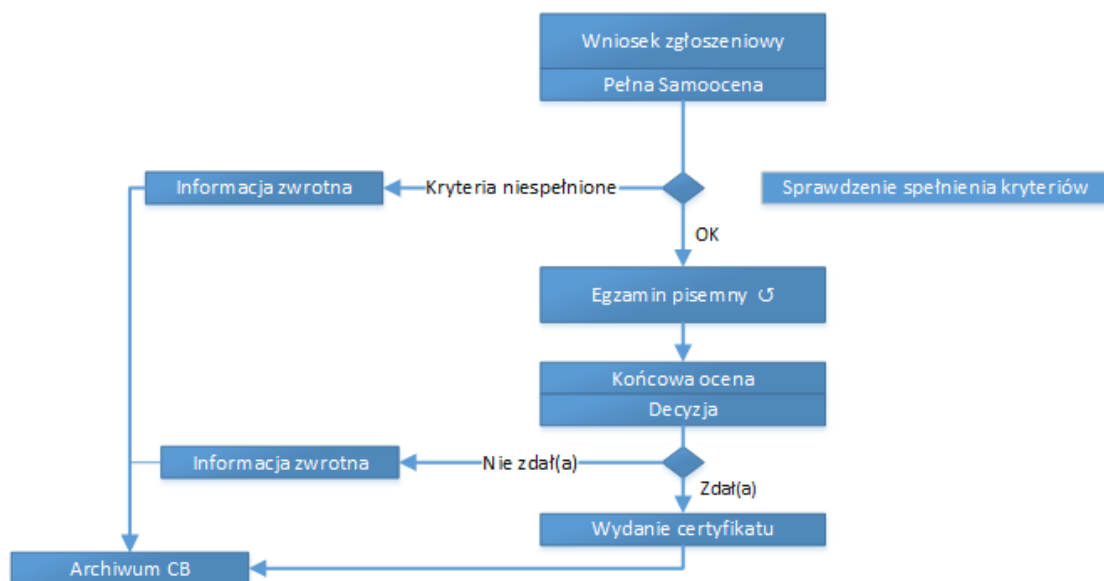 Wniosek zgłoszeniowy
Pełna Samoocena
Informacja zwrotna
Kryteria niespełnione
Sprawdzenie spełnienia kryteriów
OK
Egzamin pisemny ↺
Końcowa ocena
Decyzja
Informacja zwrotna
Nie zdał(a)
Zdał(a)
Wydanie certyfikatu
Archiwum CB